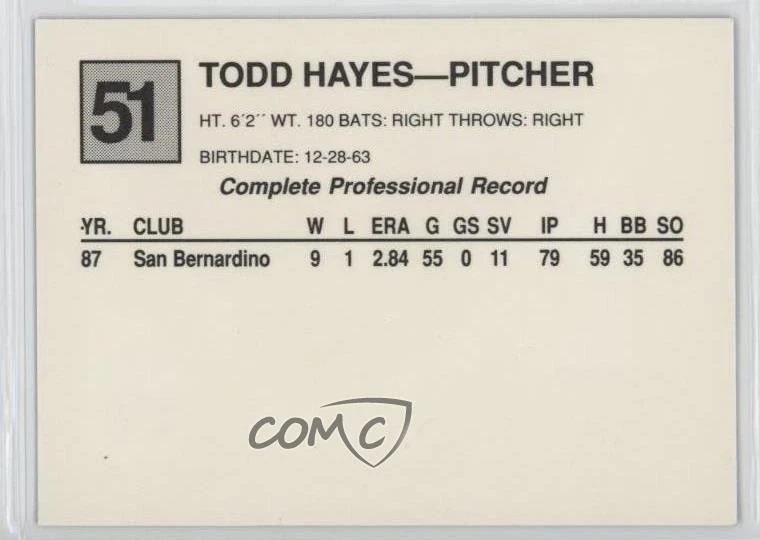 51
TODD HAYES—PITCHER
HT. 6´2´´ WT. 180 BATS: RIGHT THROWS: RIGHT
BIRTHDATE: 12-28-63
Complete Professional Record
YR. CLUB W L ERA G GS SV IP H BB SO
87 San Bernardino 9 1 2.84 55 0 11 79 59 35 86
COMC